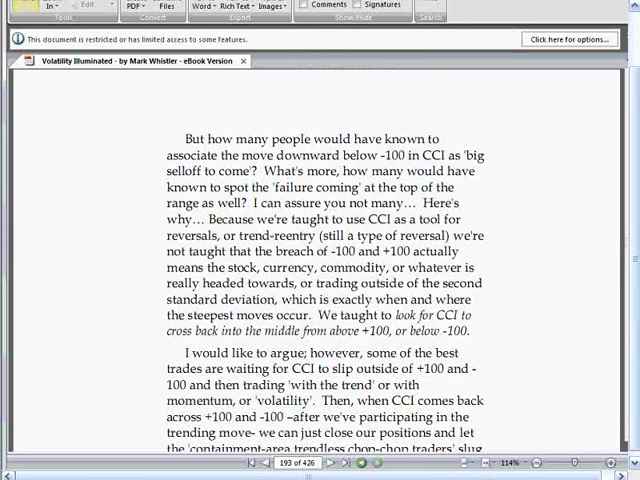 In
PDF
Files
Word
Rich Text
Images
Comments
Signatures
Edit
Tools
Convert
Export
Show/Hide
Search
This document is restricted or has limited access to some features.
Click here for options...
Volatility Illuminated - by Mark Whistler - eBook Version
But how many people would have known to
associate the move downward below -100 in CCI as 'big
selloff to come'? What's more, how many would have
known to spot the 'failure coming' at the top of the
range as well? I can assure you not many… Here's
why… Because we're taught to use CCI as a tool for
reversals, or trend-reentry (still a type of reversal) we're
not taught that the breach of -100 and +100 actually
means the stock, currency, commodity, or whatever is
really headed towards, or trading outside of the second
standard deviation, which is exactly when and where
the steepest moves occur. We taught to look for CCI to
cross back into the middle from above +100, or below -100.
I would like to argue; however, some of the best
trades are waiting for CCI to slip outside of +100 and -
100 and then trading 'with the trend' or with
momentum, or 'volatility'. Then, when CCI comes back
across +100 and -100 –after we've participating in the
trending move- we can just close our positions and let
the 'containment-area trendless chop-chop traders' slug
193 of 426
114%